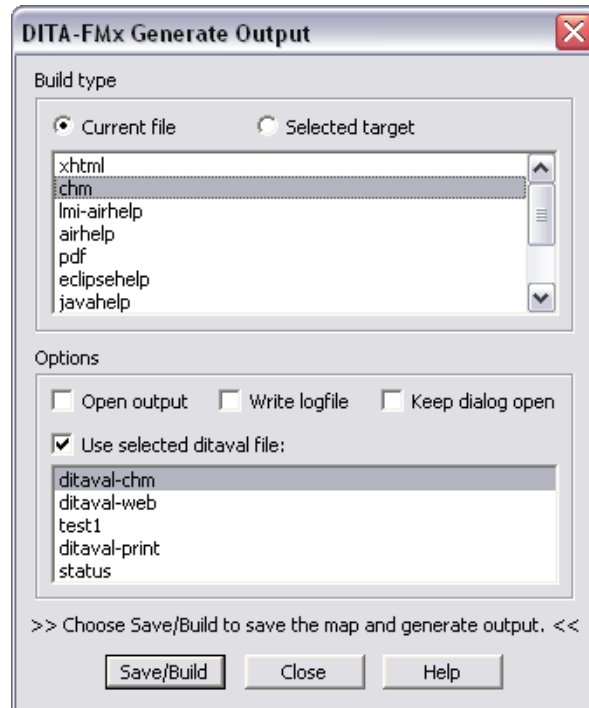 DITA-FMx Generate Output
Build type
Current file Selected target
xhtml
chm
lmi-airhelp
airhelp
pdf
eclipsehelp
javahelp
Options
Open output Write logfile Keep dialog open
Use selected ditaval file:
ditaval-chm
ditaval-web
test1
ditaval-print
status
>> Choose Save/Build to save the map and generate output. <<
Save/Build Close Help